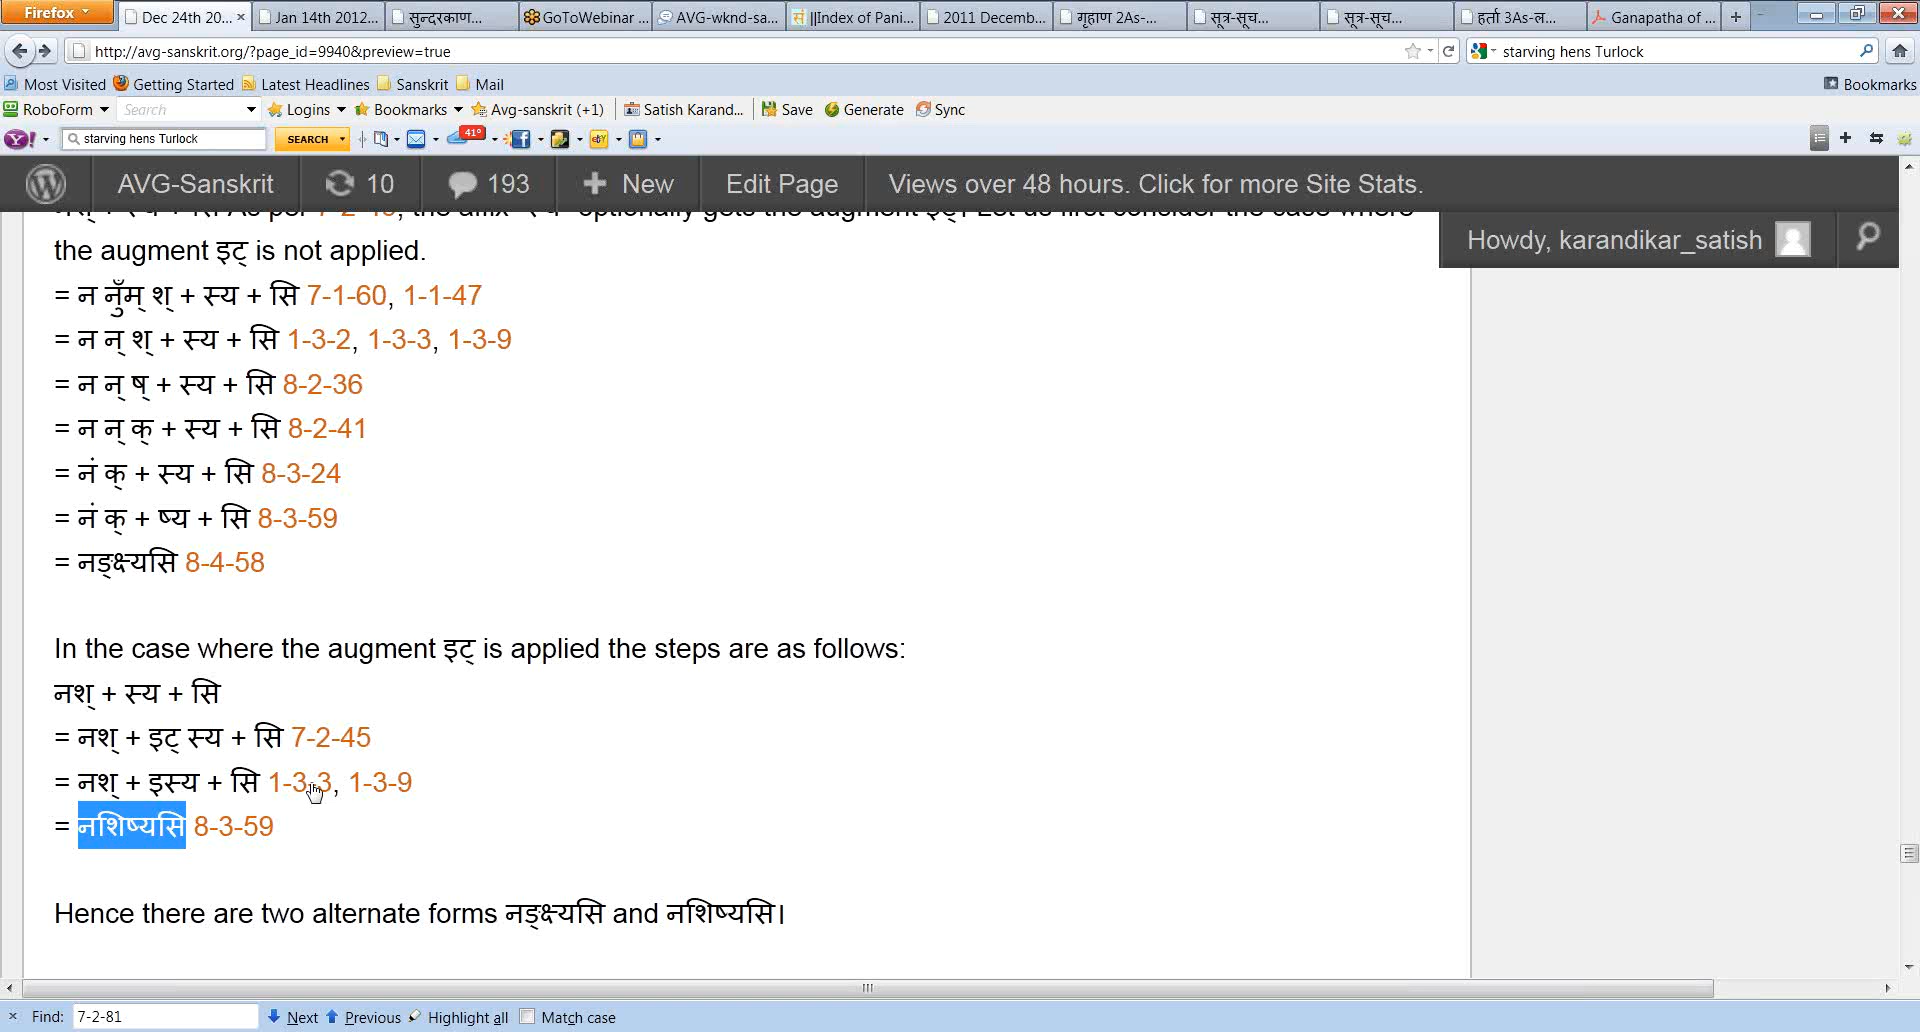 Firefox
Dec 24th 20...
Jan 14th 2012...
सुन्दरकाण...
GoToWebinar ...
AVG-wknd-sa...
||Index of Pani...
2011 Decemb...
गृहाण 2As-...
सूत्र-सूच...
सूत्र-सूच...
हर्ता 3As-ल...
Ganapatha of ...
http://avg-sanskrit.org/?page_id=9940&preview=true
starving hens Turlock
Most Visited Getting Started Latest Headlines Sanskrit Mail Bookmarks
RoboForm Search Logins Bookmarks Avg-sanskrit (+1) Satish Karand... Save Generate Sync
starving hens Turlock SEARCH 41°
AVG-Sanskrit 10 193 + New Edit Page Views over 48 hours. Click for more Site Stats.
Howdy, karandikar_satish
the augment इट् is not applied.
= न नुँम् श् + स्य + सि 7-1-60, 1-1-47
= न न् श् + स्य + सि 1-3-2, 1-3-3, 1-3-9
= न न् ष् + स्य + सि 8-2-36
= न न् क् + स्य + सि 8-2-41
= नं क् + स्य + सि 8-3-24
= नं क् + ष्य + सि 8-3-59
= नङ्क्ष्यसि 8-4-58
In the case where the augment इट् is applied the steps are as follows:
नश् + स्य + सि
= नश् + इट् स्य + सि 7-2-45
= नश् + इस्य + सि 1-3-3, 1-3-9
= नशिष्यसि 8-3-59
Hence there are two alternate forms नङ्क्ष्यसि and नशिष्यसि।
Find: 7-2-81 Next Previous Highlight all Match case